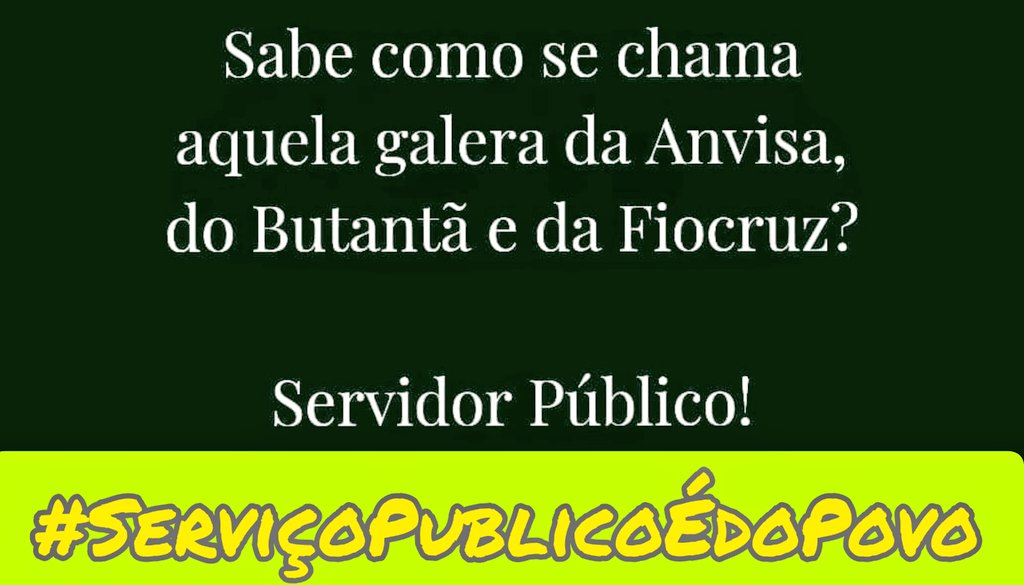 Sabe como se chama
aquela galera da Anvisa,
do Butantã e da Fiocruz?
Servidor Público!
#ServiçoPublicoÉdoPovo